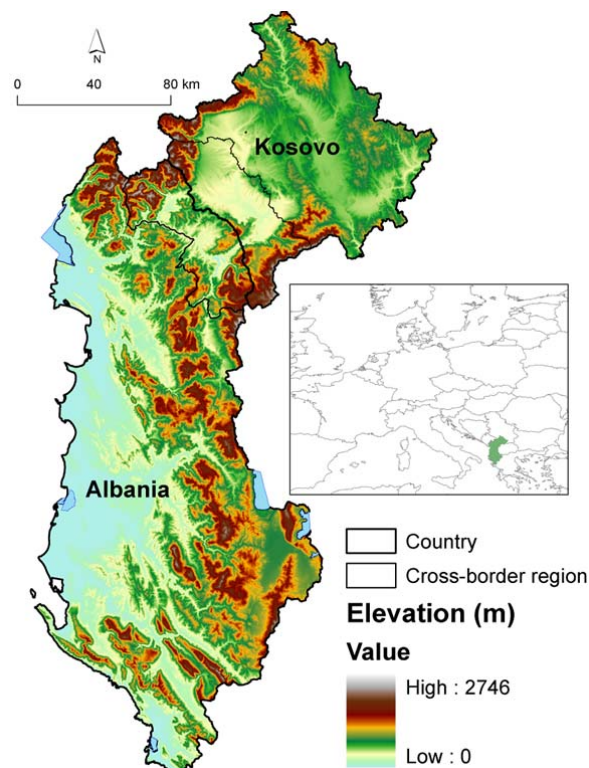 N
0 40 80 km
Kosovo
Albania
Country
Cross-border region
Elevation (m)
Value
High : 2746
Low : 0